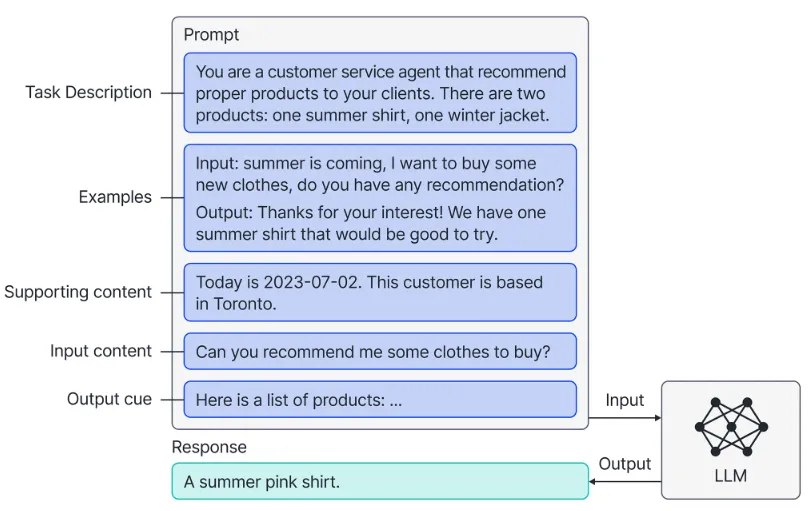 Prompt
Task Description
You are a customer service agent that recommend
proper products to your clients. There are two
products: one summer shirt, one winter jacket.
Examples
Input: summer is coming, I want to buy some
new clothes, do you have any recommendation?
Output: Thanks for your interest! We have one
summer shirt that would be good to try.
Supporting content
Today is 2023-07-02. This customer is based
in Toronto.
Input content
Can you recommend me some clothes to buy?
Output cue
Here is a list of products: ...
Input
Response
Output
LLM
A summer pink shirt.